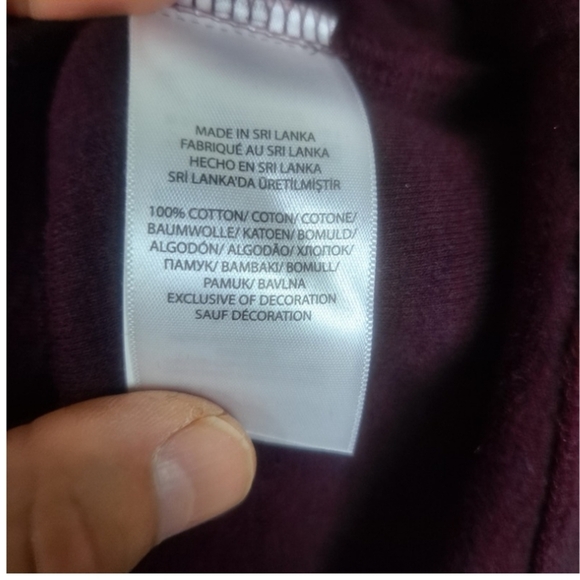 MADE IN SRI LANKA
FABRIQUÉ AU SRI LANKA
HECHO EN SRI LANKA
SRİ LANKA'DA ÜRETİLMİŞTİR
100% COTTON/ COTON/ COTONE/
BAUMWOLLE/ KATOEN/ BOMULD/
ALGODÓN/ ALGODÃO/ ХЛОПОК/
ПАМУК/ BAMBAKI/ BOMULL/
PAMUK/ BAVLNA
EXCLUSIVE OF DECORATION
SAUF DÉCORATION